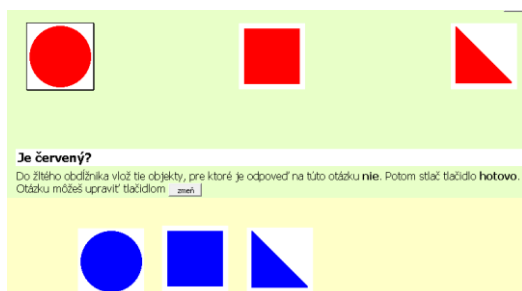 Je červený?
Do žltého obdĺžnika vlož tie objekty, pre ktoré je odpoveď na túto otázku nie. Potom stlač tlačidlo hotovo.
Otázku môžeš upraviť tlačidlom zmeň